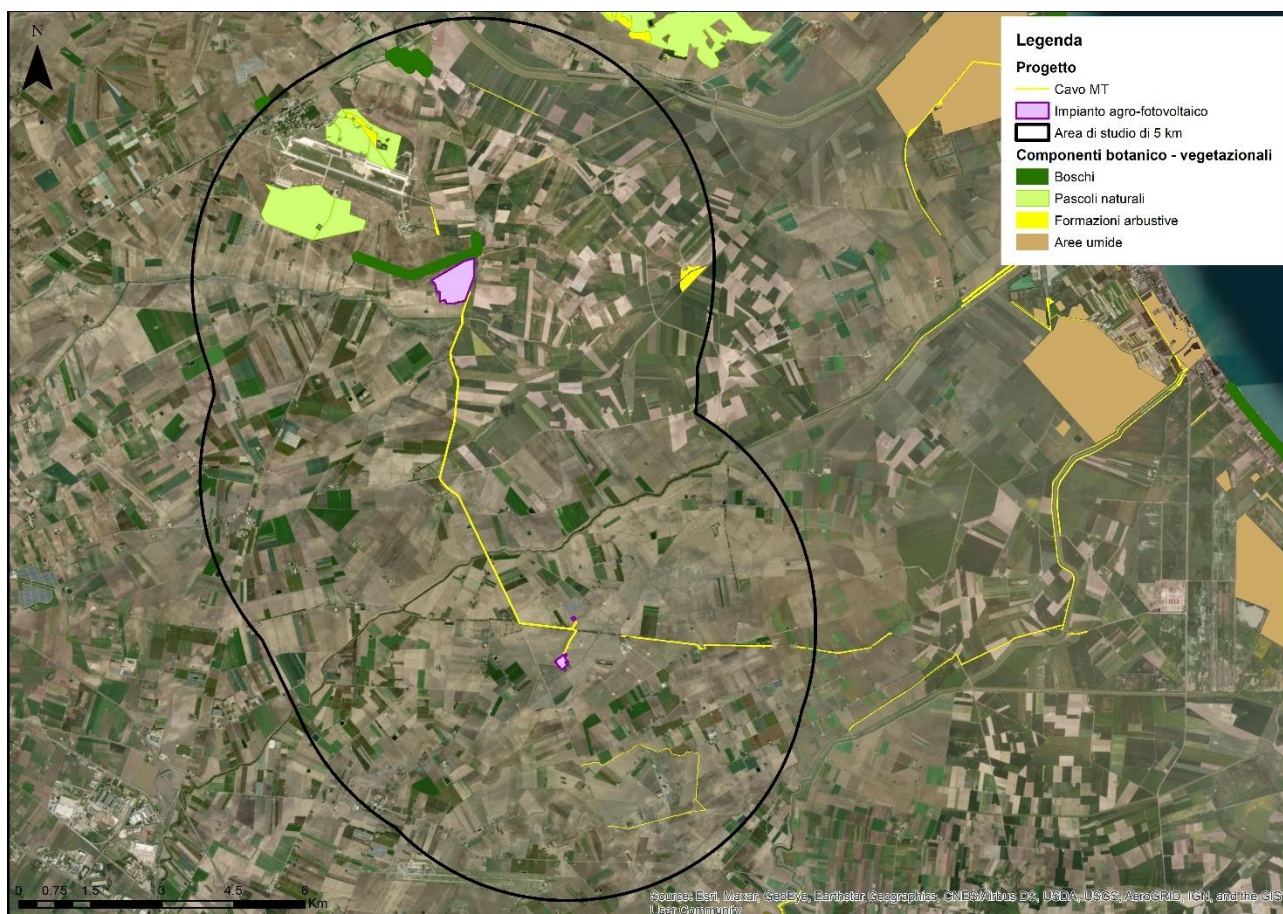 N
Legenda
Progetto
Cavo MT
Impianto agro-fotovoltaico
Area di studio di 5 km
Componenti botanico - vegetazionali
Boschi
Pascoli naturali
Formazioni arbustive
Aree umide
0 0.75 1.5 3 4.5 6
Km
Source: Esri, Maxar, GeoEye, Earthstar Geographics, CNES/Airbus DS, USDA, USGS, AeroGRID, IGN, and the GIS
User Community